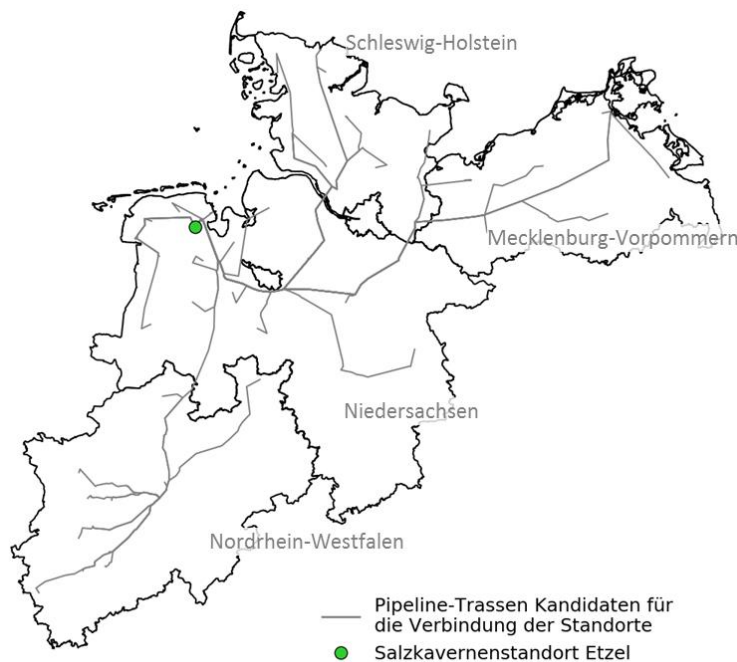 Schleswig-Holstein
Mecklenburg-Vorpommern
Niedersachsen
Nordrhein-Westfalen
Pipeline-Trassen Kandidaten für
die Verbindung der Standorte
Salzkavernenstandort Etzel